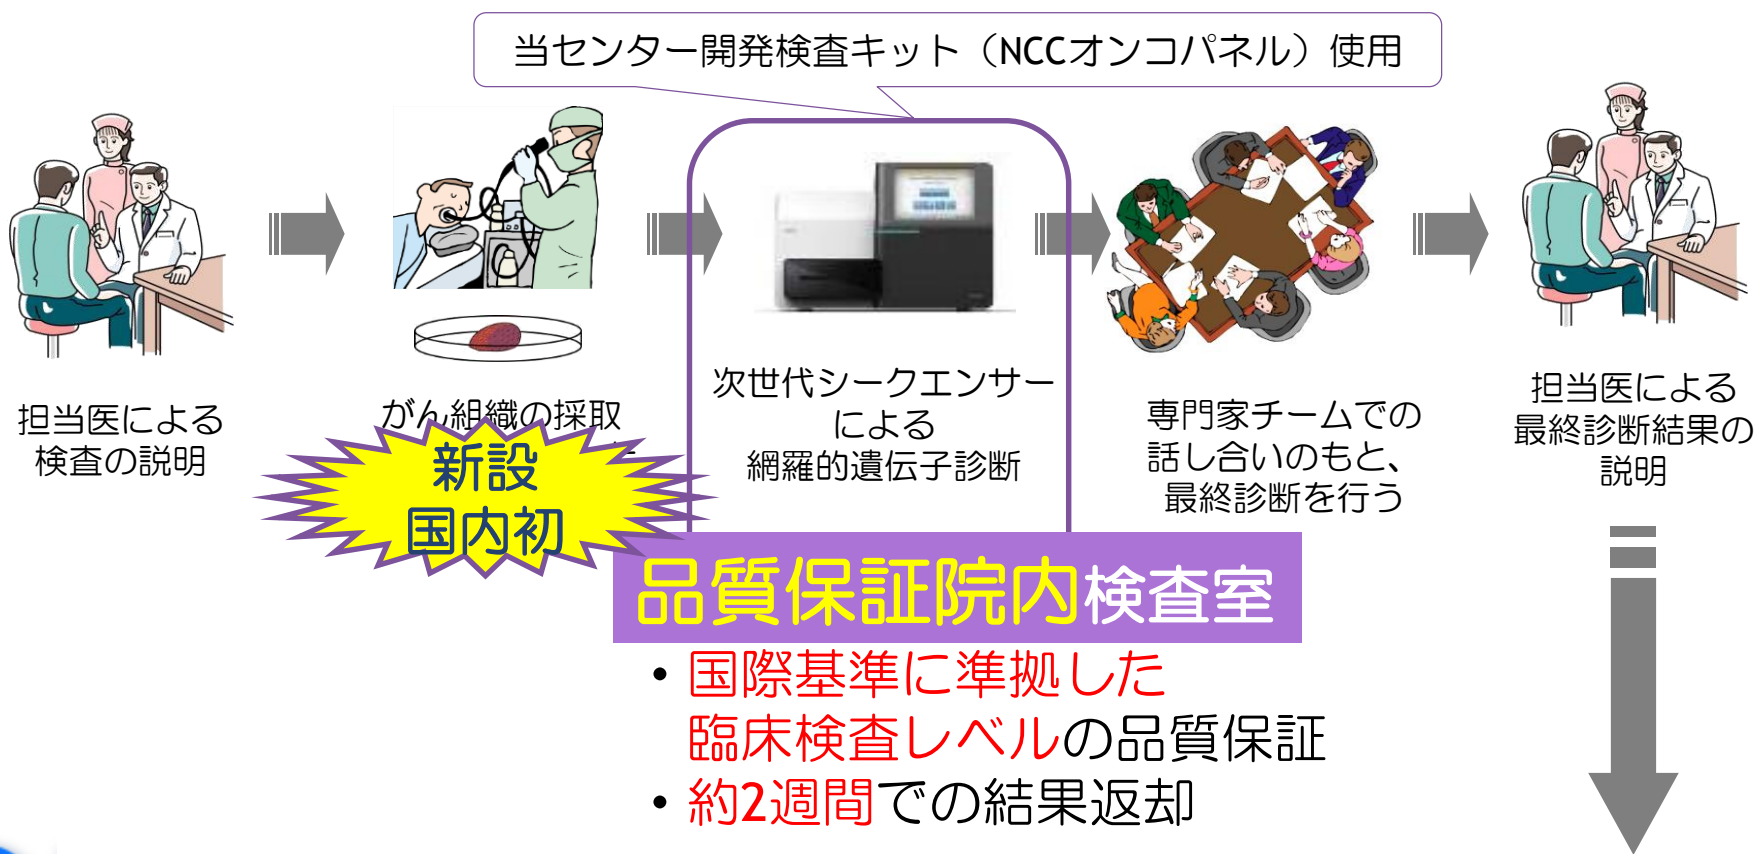 当センター開発検査キット（NCCオンコパネル）使用
担当医による
検査の説明
がん組織の採取
次世代シークエンサー
による
網羅的遺伝子診断
専門家チームでの
話し合いのもと、
最終診断を行う
担当医による
最終診断結果の
説明
新設
国内初
品質保証院内検査室
・国際基準に準拠した
臨床検査レベルの品質保証
・約2週間での結果返却